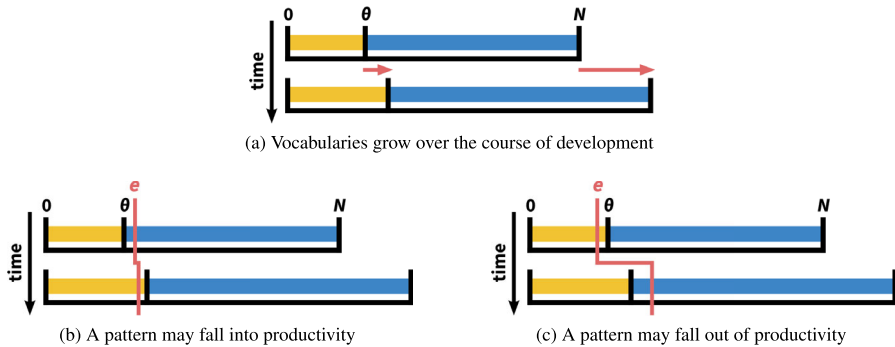 0 θ N
time
(a) Vocabularies grow over the course of development
e
0 θ N
time
(b) A pattern may fall into productivity
e
0 θ N
time
(c) A pattern may fall out of productivity